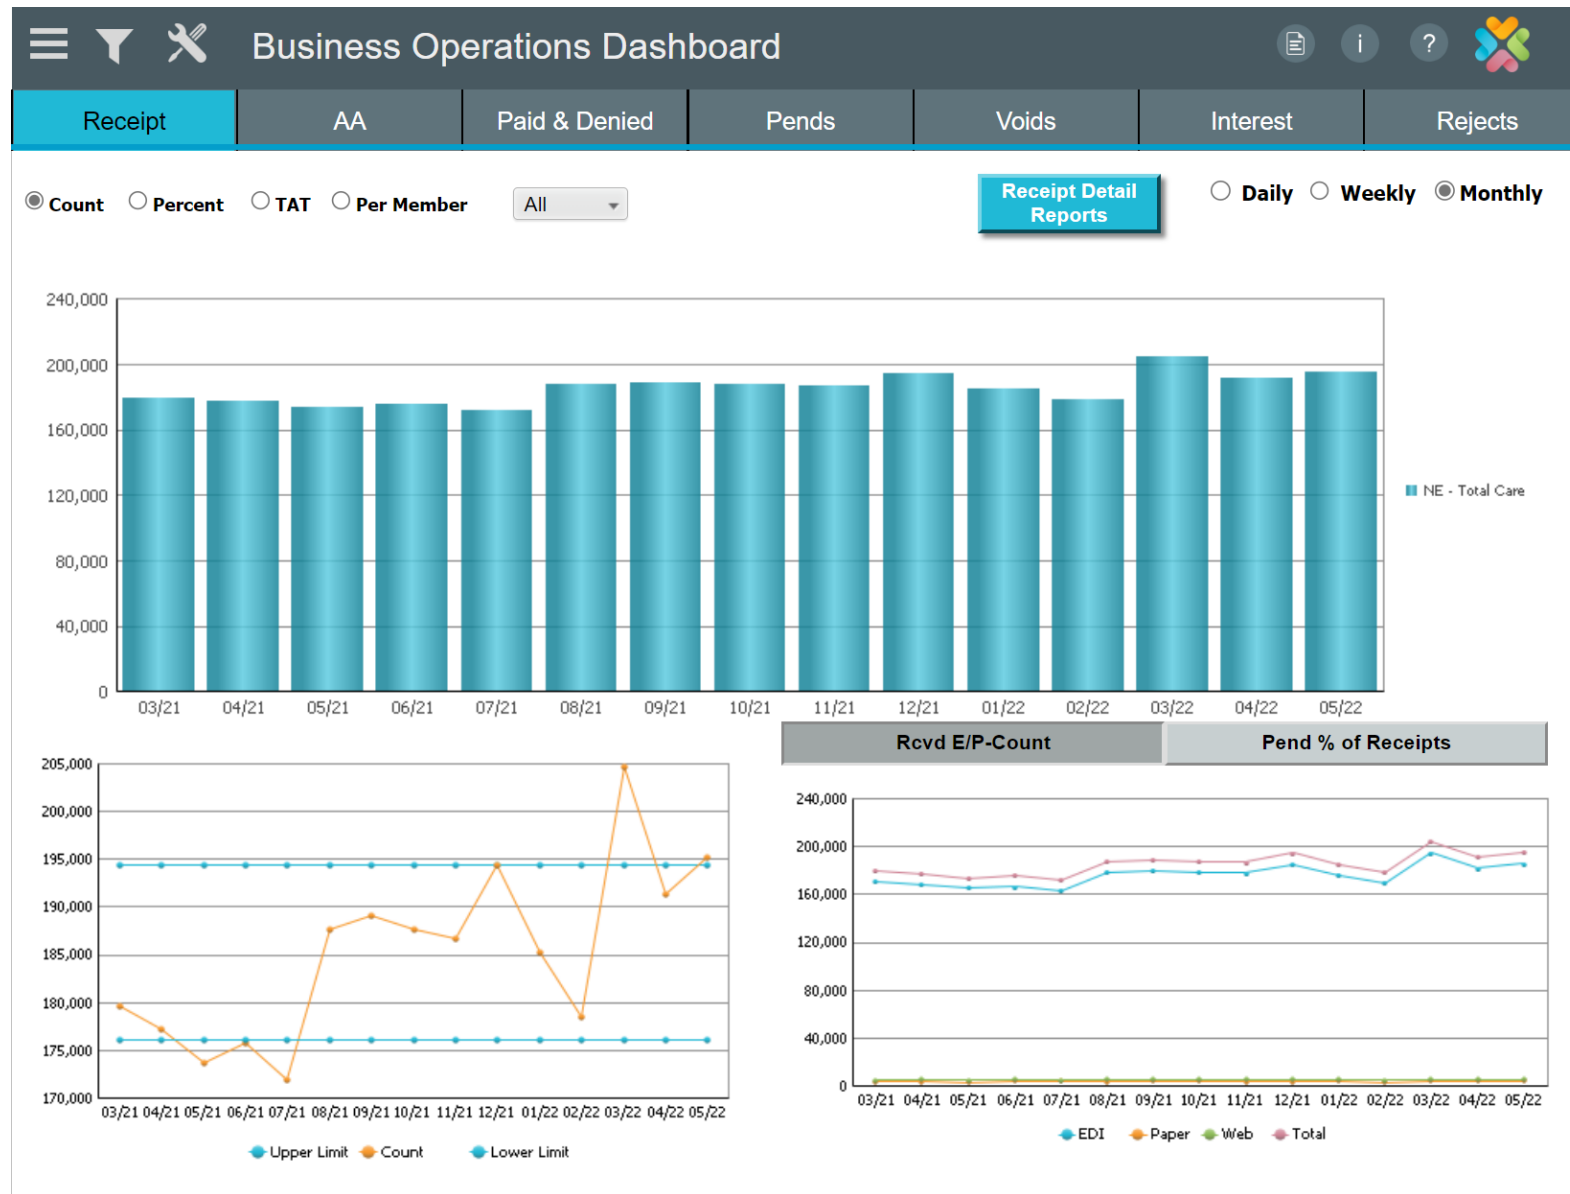 Business Operations Dashboard
i
?
Receipt
AA
Paid & Denied
Pends
Voids
Interest
Rejects
Count
Percent
TAT
Per Member
All
Receipt Detail
Reports
Daily
Weekly
Monthly
240,000
200,000
160,000
120,000
80,000
40,000
0
03/21 04/21 05/21 06/21 07/21 08/21 09/21 10/21 11/21 12/21 01/22 02/22 03/22 04/22 05/22
NE - Total Care
205,000
200,000
195,000
190,000
185,000
180,000
175,000
170,000
03/21 04/21 05/21 06/21 07/21 08/21 09/21 10/21 11/21 12/21 01/22 02/22 03/22 04/22 05/22
Upper Limit Count Lower Limit
Rcvd E/P-Count
Pend % of Receipts
240,000
200,000
160,000
120,000
80,000
40,000
0
03/21 04/21 05/21 06/21 07/21 08/21 09/21 10/21 11/21 12/21 01/22 02/22 03/22 04/22 05/22
EDI Paper Web Total